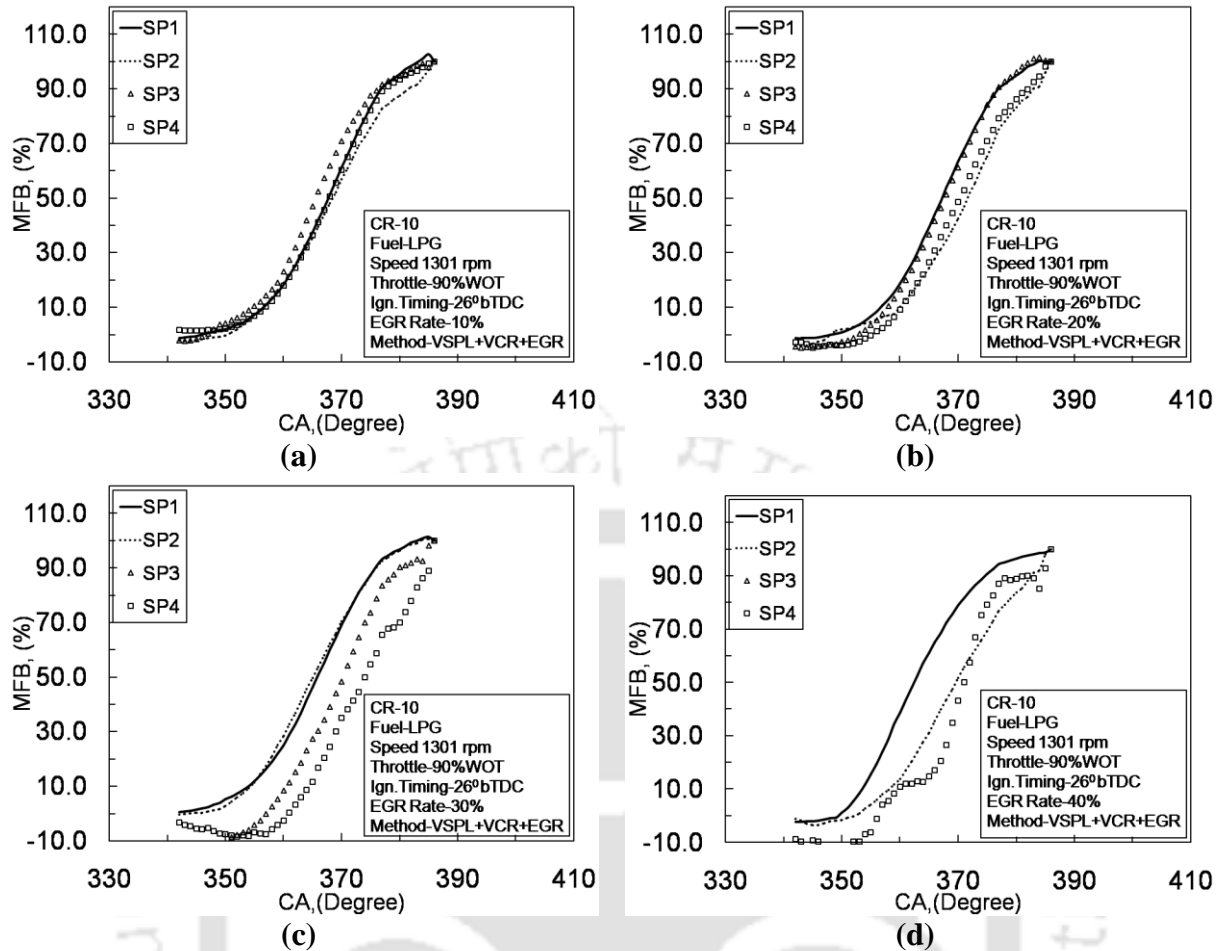 SP1
SP2
SP3
SP4
110.0
90.0
70.0
50.0
30.0
10.0
-10.0
MFB, (%)
CR-10
Fuel-LPG
Speed 1301 rpm
Throttle-90%WOT
Ign.Timing-26⁰bTDC
EGR Rate-10%
Method-VSPL+VCR+EGR
330 350 370 390 410
CA,(Degree)
(a)
SP1
SP2
SP3
SP4
110.0
90.0
70.0
50.0
30.0
10.0
-10.0
MFB, (%)
CR-10
Fuel-LPG
Speed 1301 rpm
Throttle-90%WOT
Ign.Timing-26⁰bTDC
EGR Rate-20%
Method-VSPL+VCR+EGR
330 350 370 390 410
CA,(Degree)
(b)
SP1
SP2
SP3
SP4
110.0
90.0
70.0
50.0
30.0
10.0
-10.0
MFB, (%)
CR-10
Fuel-LPG
Speed 1301 rpm
Throttle-90%WOT
Ign.Timing-26⁰bTDC
EGR Rate-30%
Method-VSPL+VCR+EGR
330 350 370 390 410
CA,(Degree)
(c)
SP1
SP2
SP3
SP4
110.0
90.0
70.0
50.0
30.0
10.0
-10.0
MFB, (%)
CR-10
Fuel-LPG
Speed 1301 rpm
Throttle-90%WOT
Ign.Timing-26⁰bTDC
EGR Rate-40%
Method-VSPL+VCR+EGR
330 350 370 390 410
CA,(Degree)
(d)